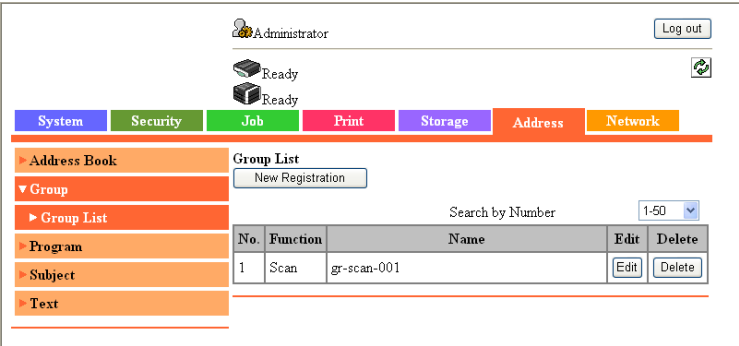 Administrator
Log out
Ready
Ready
System Security Job Print Storage Address Network
Address Book
Group
Group List
Program
Subject
Text
Group List
New Registration
Search by Number 1-50
No. Function Name Edit Delete
1 Scan gr-scan-001 Edit Delete